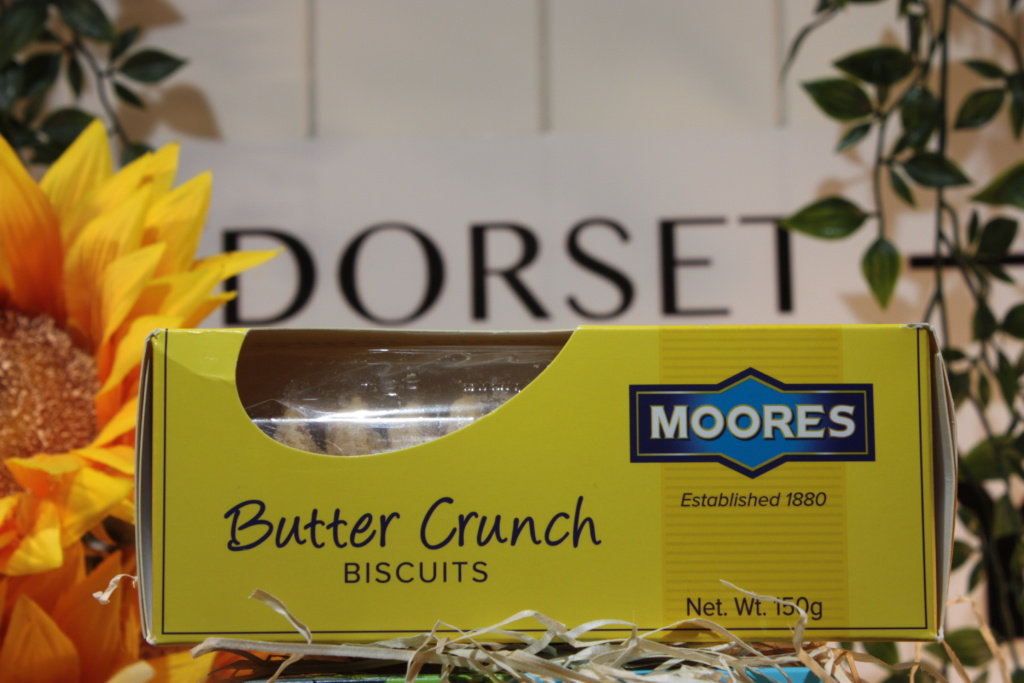 DORSET
MOORES
Established 1880
Butter Crunch
BISCUITS
Net. Wt. 150g